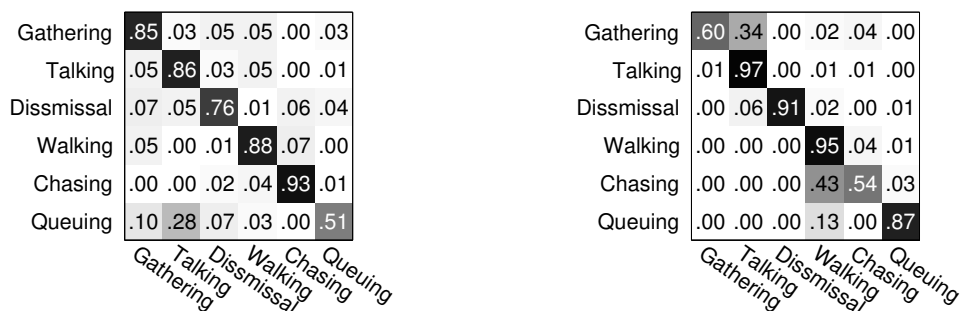 Gathering .85 .03 .05 .05 .00 .03
Talking .05 .86 .03 .05 .00 .01
Dissmissal .07 .05 .76 .01 .06 .04
Walking .05 .00 .01 .88 .07 .00
Chasing .00 .00 .02 .04 .93 .01
Queuing .10 .28 .07 .03 .00 .51
Gathering Talking Dissmissal Walking Chasing Queuing
Gathering .60 .34 .00 .02 .04 .00
Talking .01 .97 .00 .01 .01 .00
Dissmissal .00 .06 .91 .02 .00 .01
Walking .00 .00 .00 .95 .04 .01
Chasing .00 .00 .00 .43 .54 .03
Queuing .00 .00 .00 .13 .00 .87
Gathering Talking Dissmissal Walking Chasing Queuing